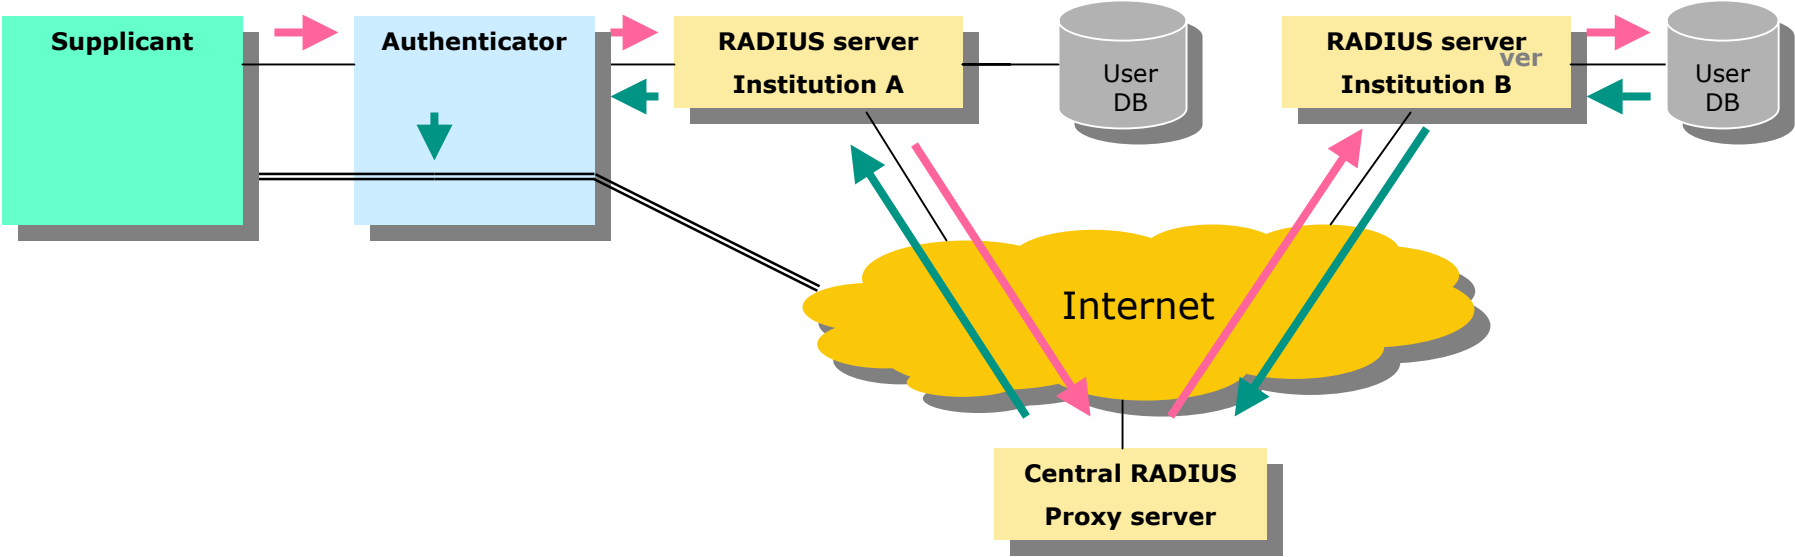 Supplicant
Authenticator
RADIUS server
Institution A
User
DB
RADIUS server
ver
Institution B
User
DB
Internet
Central RADIUS
Proxy server